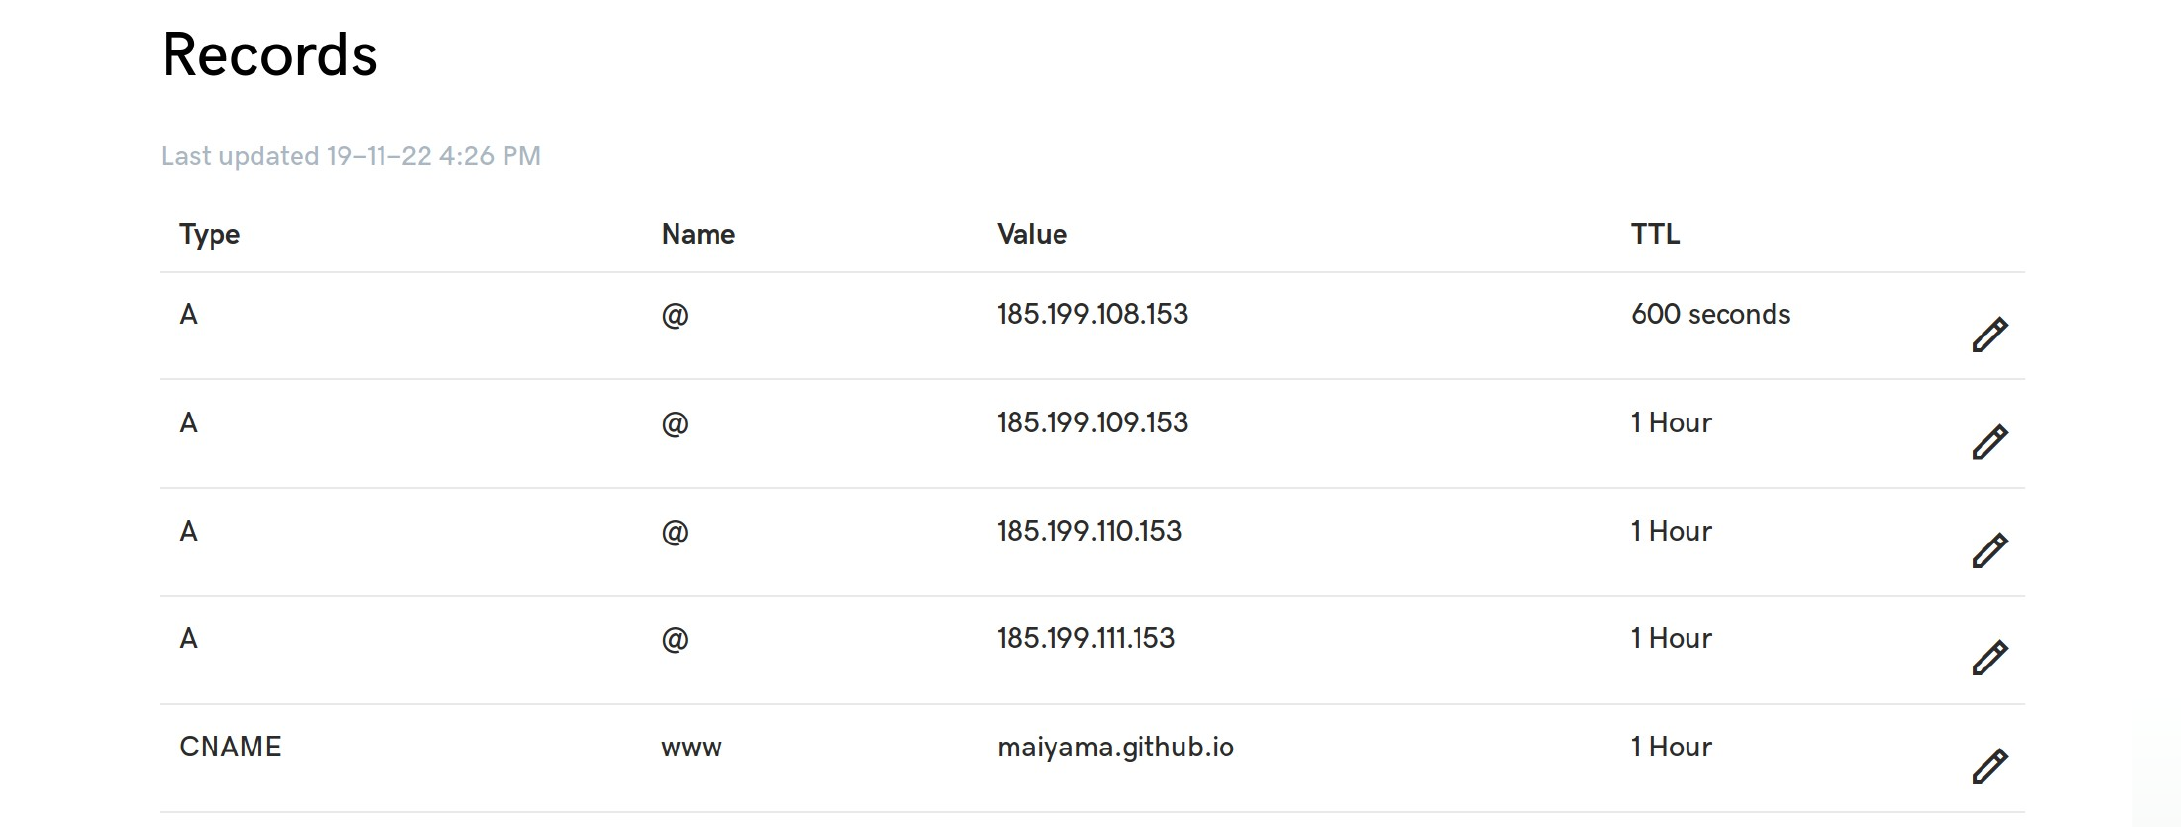 Records
Last updated 19-11-22 4:26 PM
Type Name Value TTL
A @ 185.199.108.153 600 seconds
A @ 185.199.109.153 1 Hour
A @ 185.199.110.153 1 Hour
A @ 185.199.111.153 1 Hour
CNAME www maiyama.github.io 1 Hour